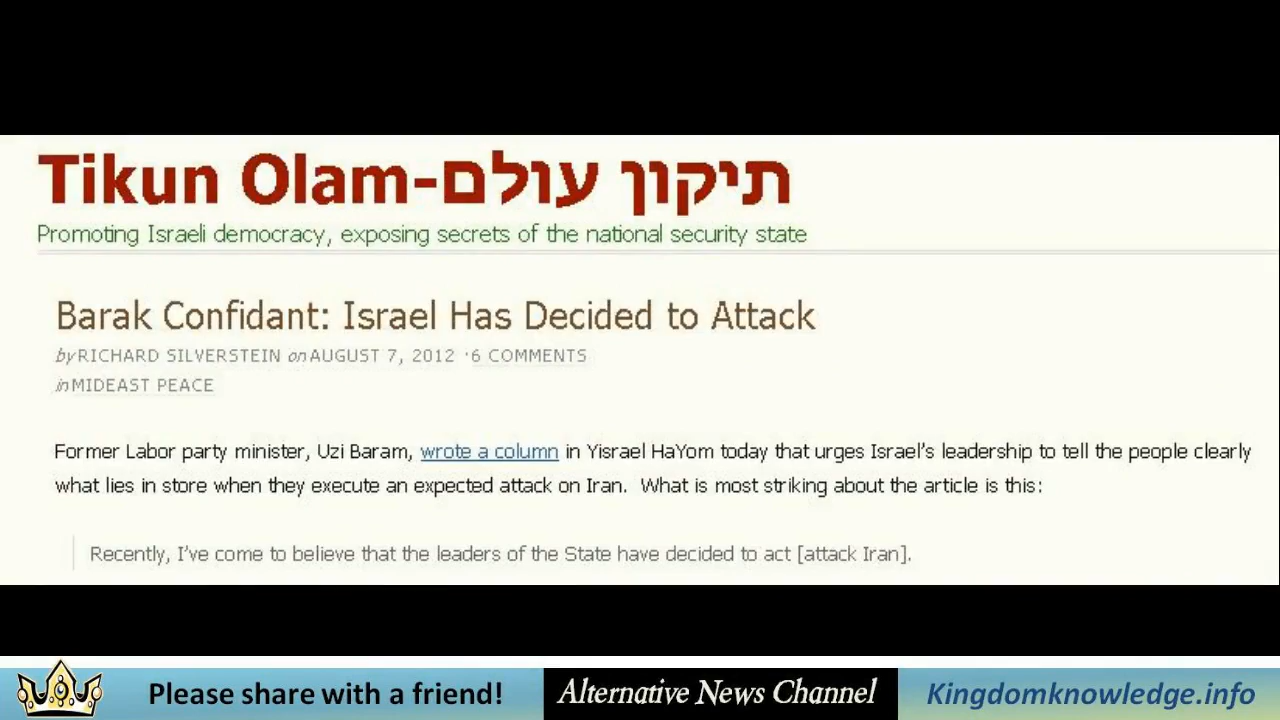 Tikun Olam-תיקון עולם
Promoting Israeli democracy, exposing secrets of the national security state
Barak Confidant: Israel Has Decided to Attack
by RICHARD SILVERSTEIN on AUGUST 7, 2012 · 6 COMMENTS
in MIDEAST PEACE
Former Labor party minister, Uzi Baram, wrote a column in Yisrael HaYom today that urges Israel's leadership to tell the people clearly
what lies in store when they execute an expected attack on Iran. What is most striking about the article is this:
Recently, I've come to believe that the leaders of the State have decided to act [attack Iran].
Please share with a friend! Alternative News Channel Kingdomknowledge.info